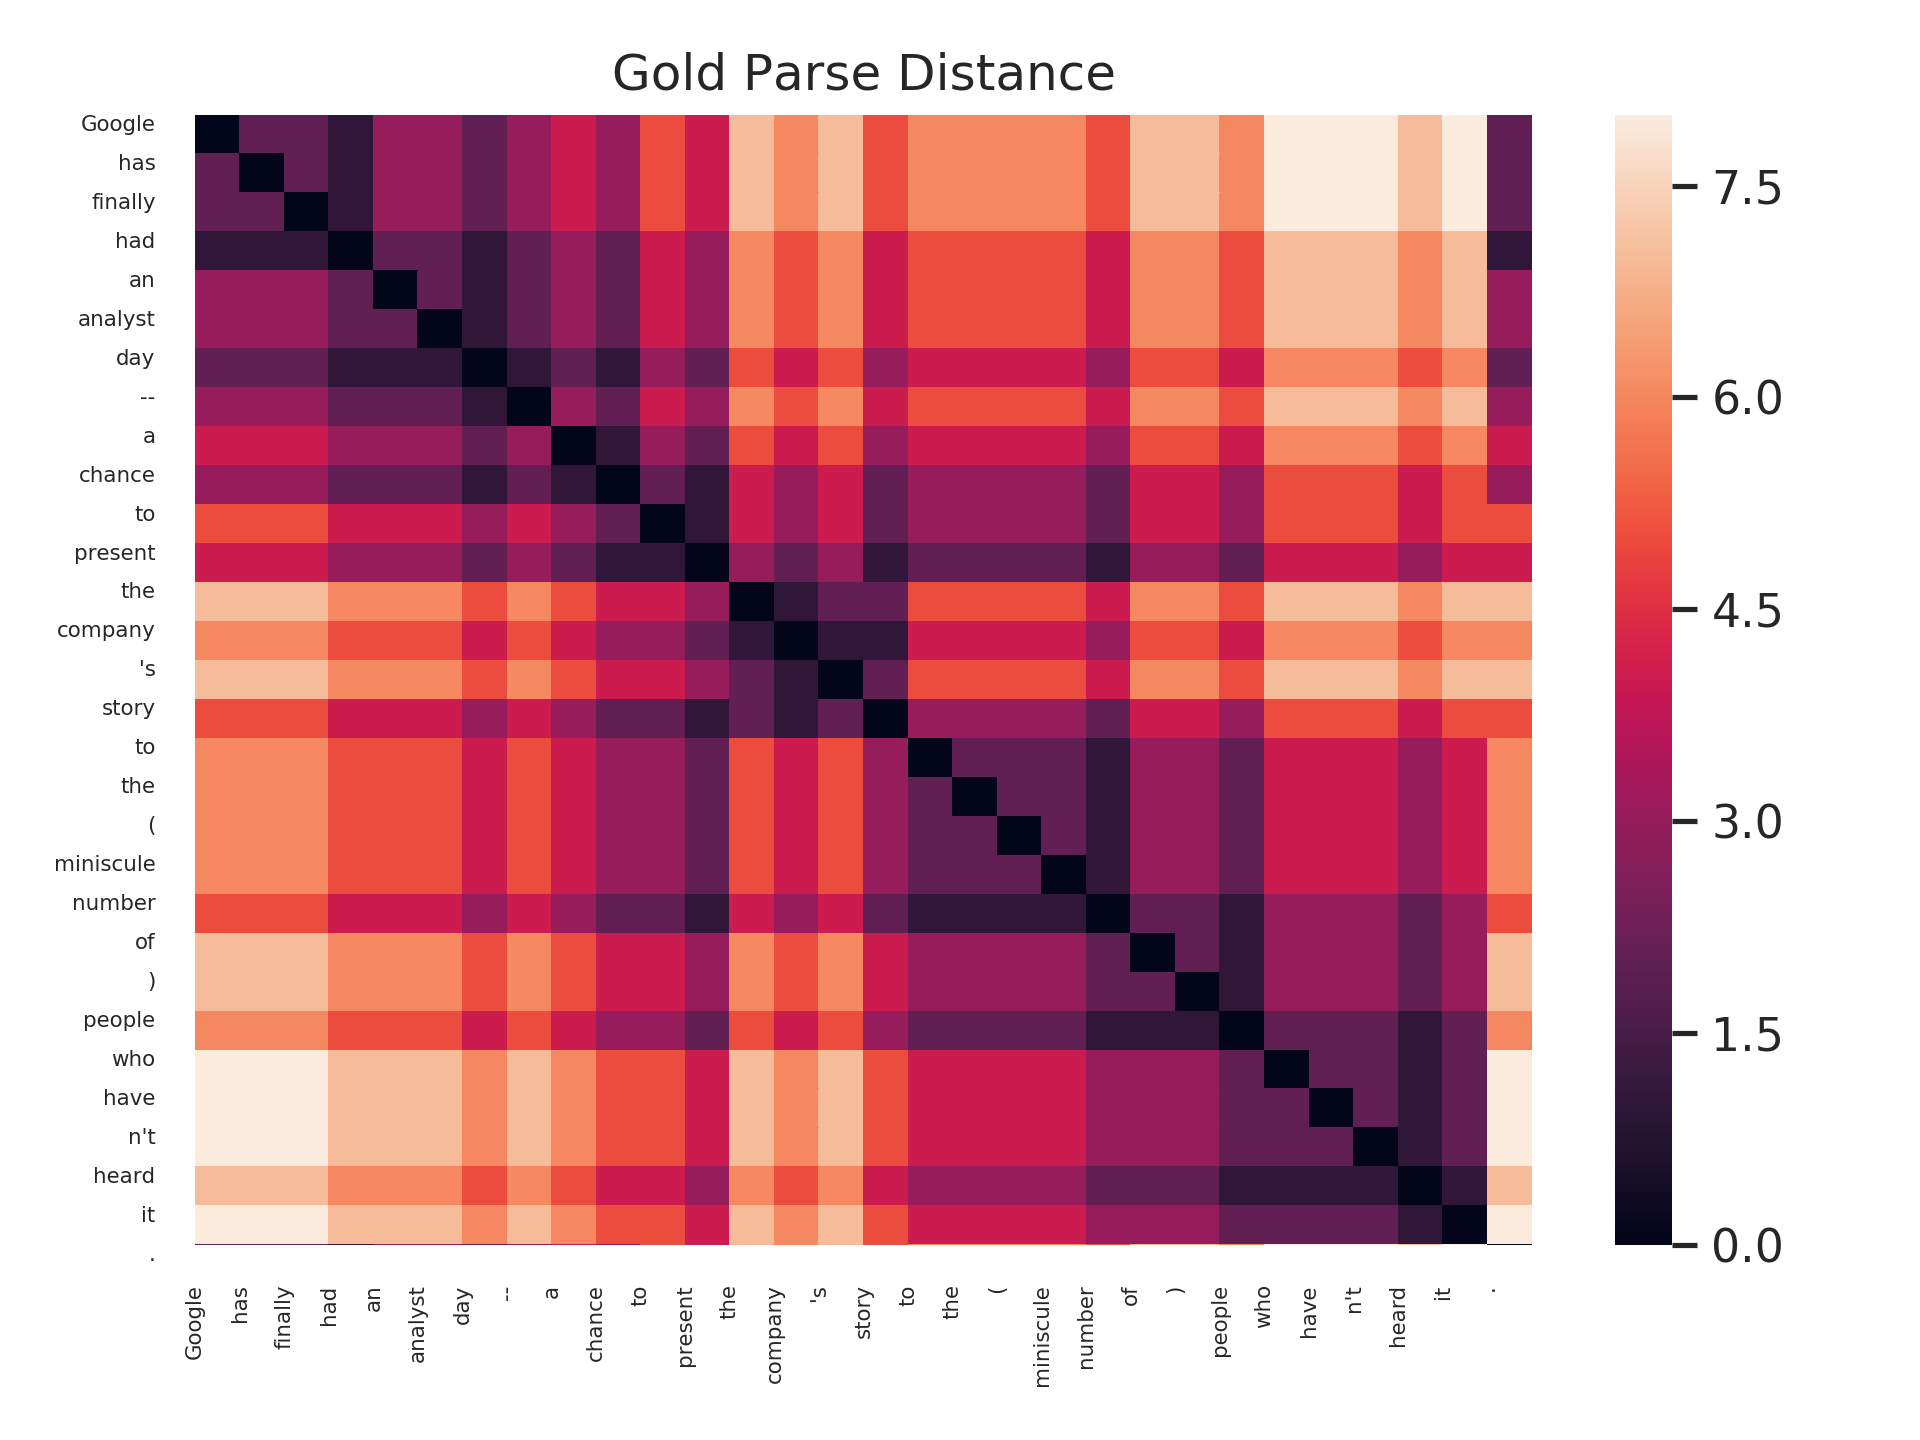 Gold Parse Distance
Google
has
finally
had
an
analyst
day
--
a
chance
to
present
the
company
's
story
to
the
(
miniscule
number
of
)
people
who
have
n't
heard
it
.
7.5
6.0
4.5
3.0
1.5
0.0
Google
has
finally
had
an
analyst
day
--
a
chance
to
present
the
company
's
story
to
the
(
miniscule
number
of
)
people
who
have
n't
heard
it
.